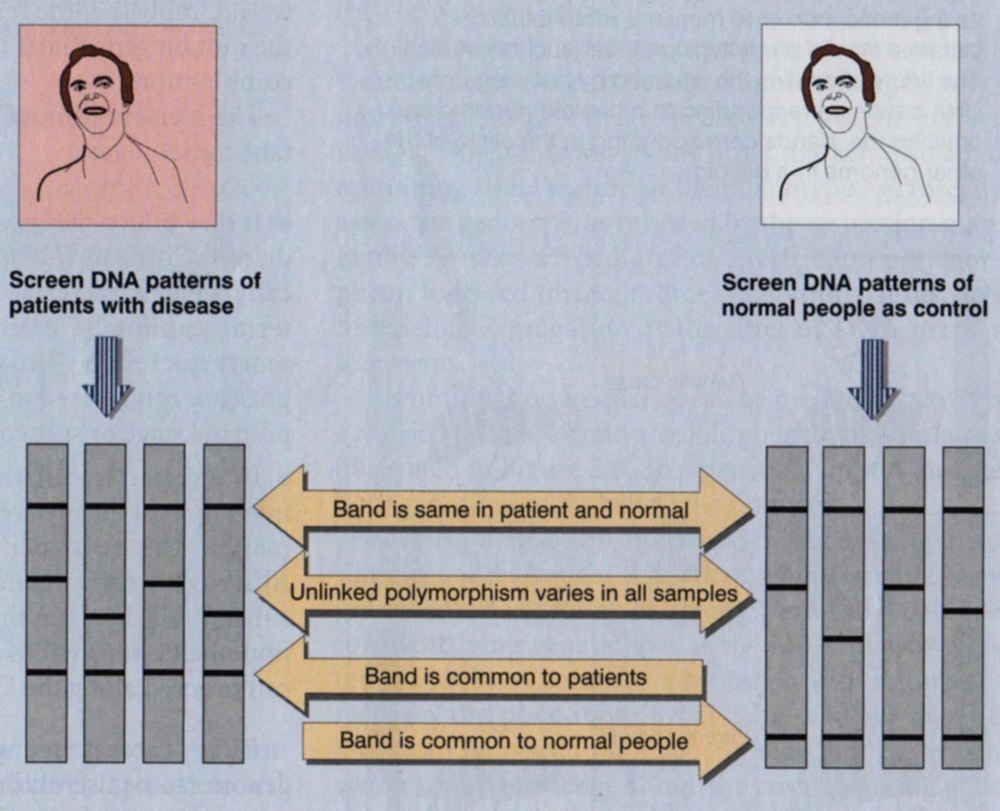 Screen DNA patterns of
patients with disease
Screen DNA patterns of
normal people as control
Band is same in patient and normal
Unlinked polymorphism varies in all samples
Band is common to patients
Band is common to normal people